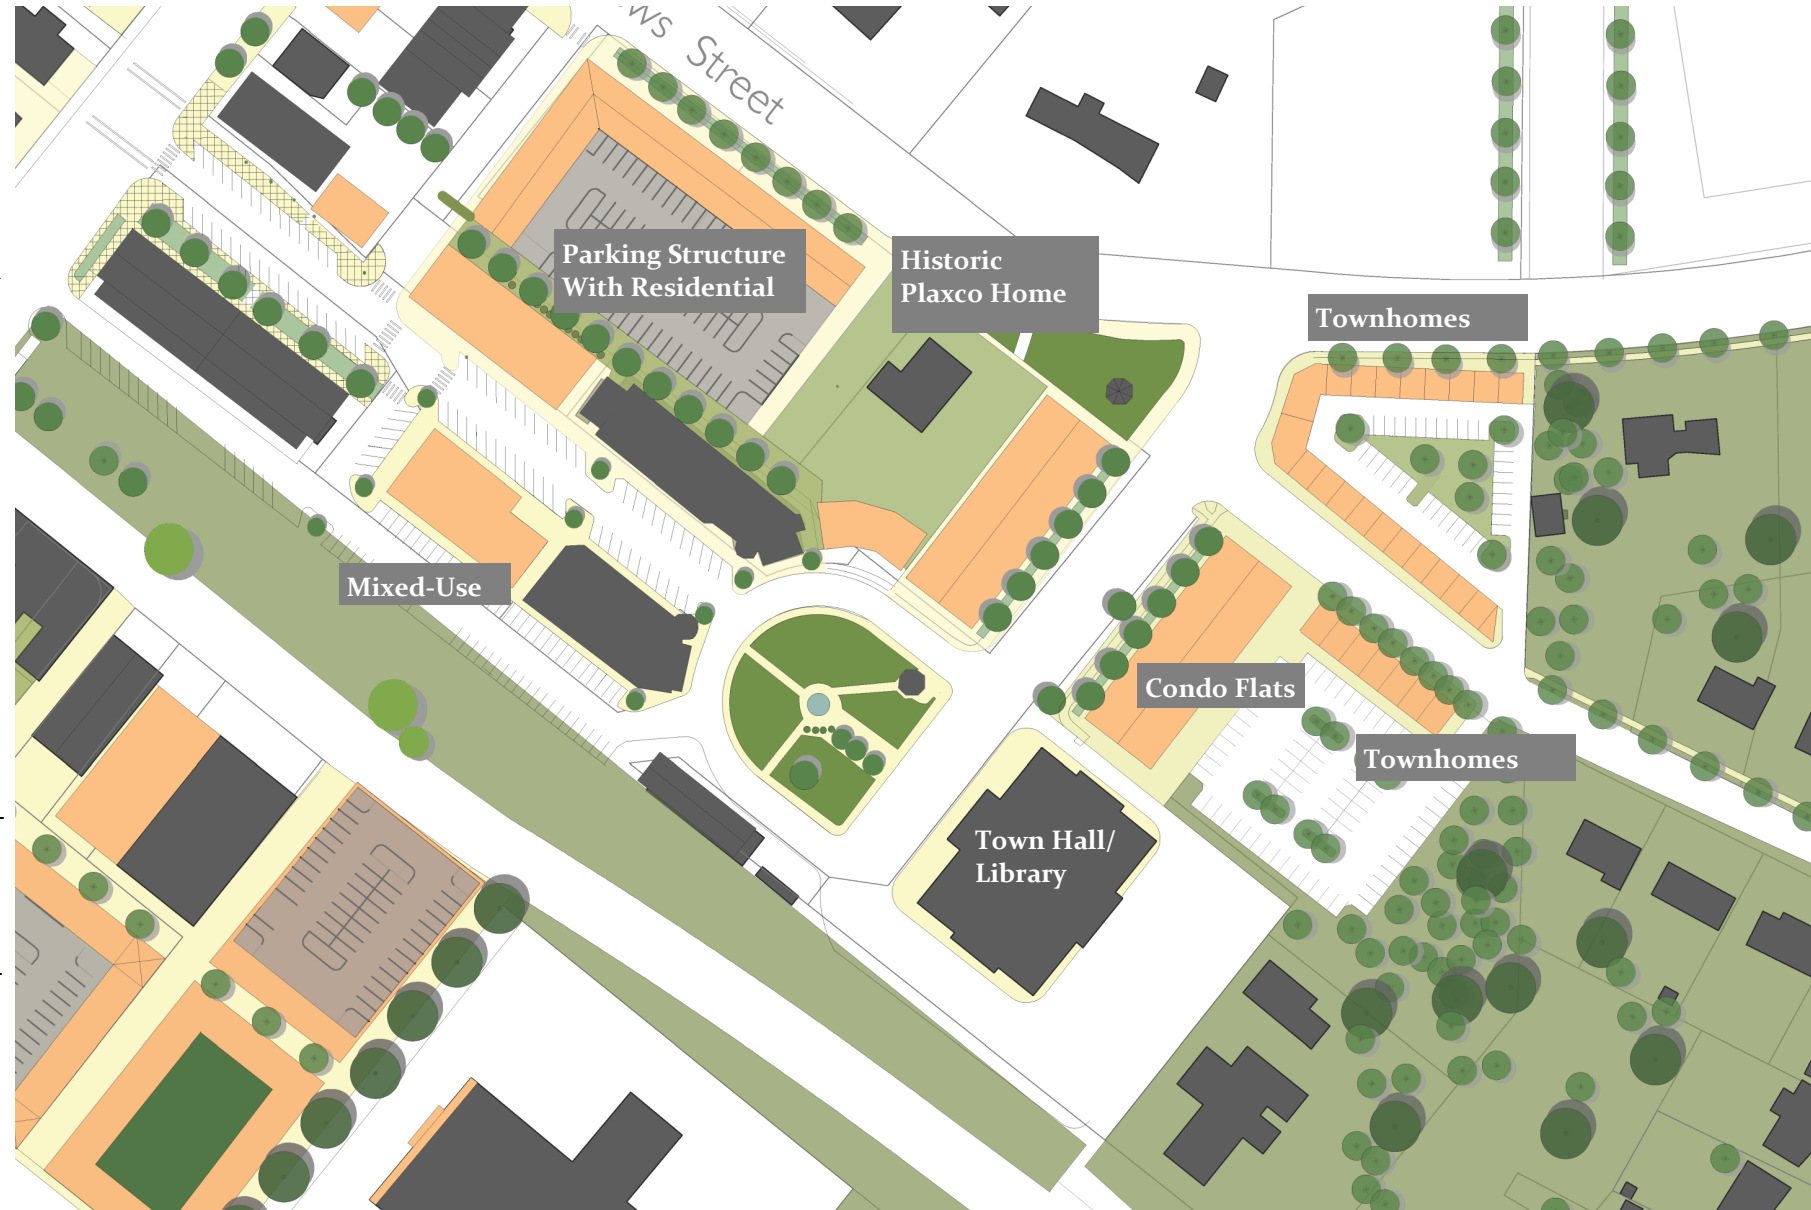 ws Street
Parking Structure
With Residential
Historic
Plaxco Home
Townhomes
Mixed-Use
Condo Flats
Townhomes
Town Hall/
Library